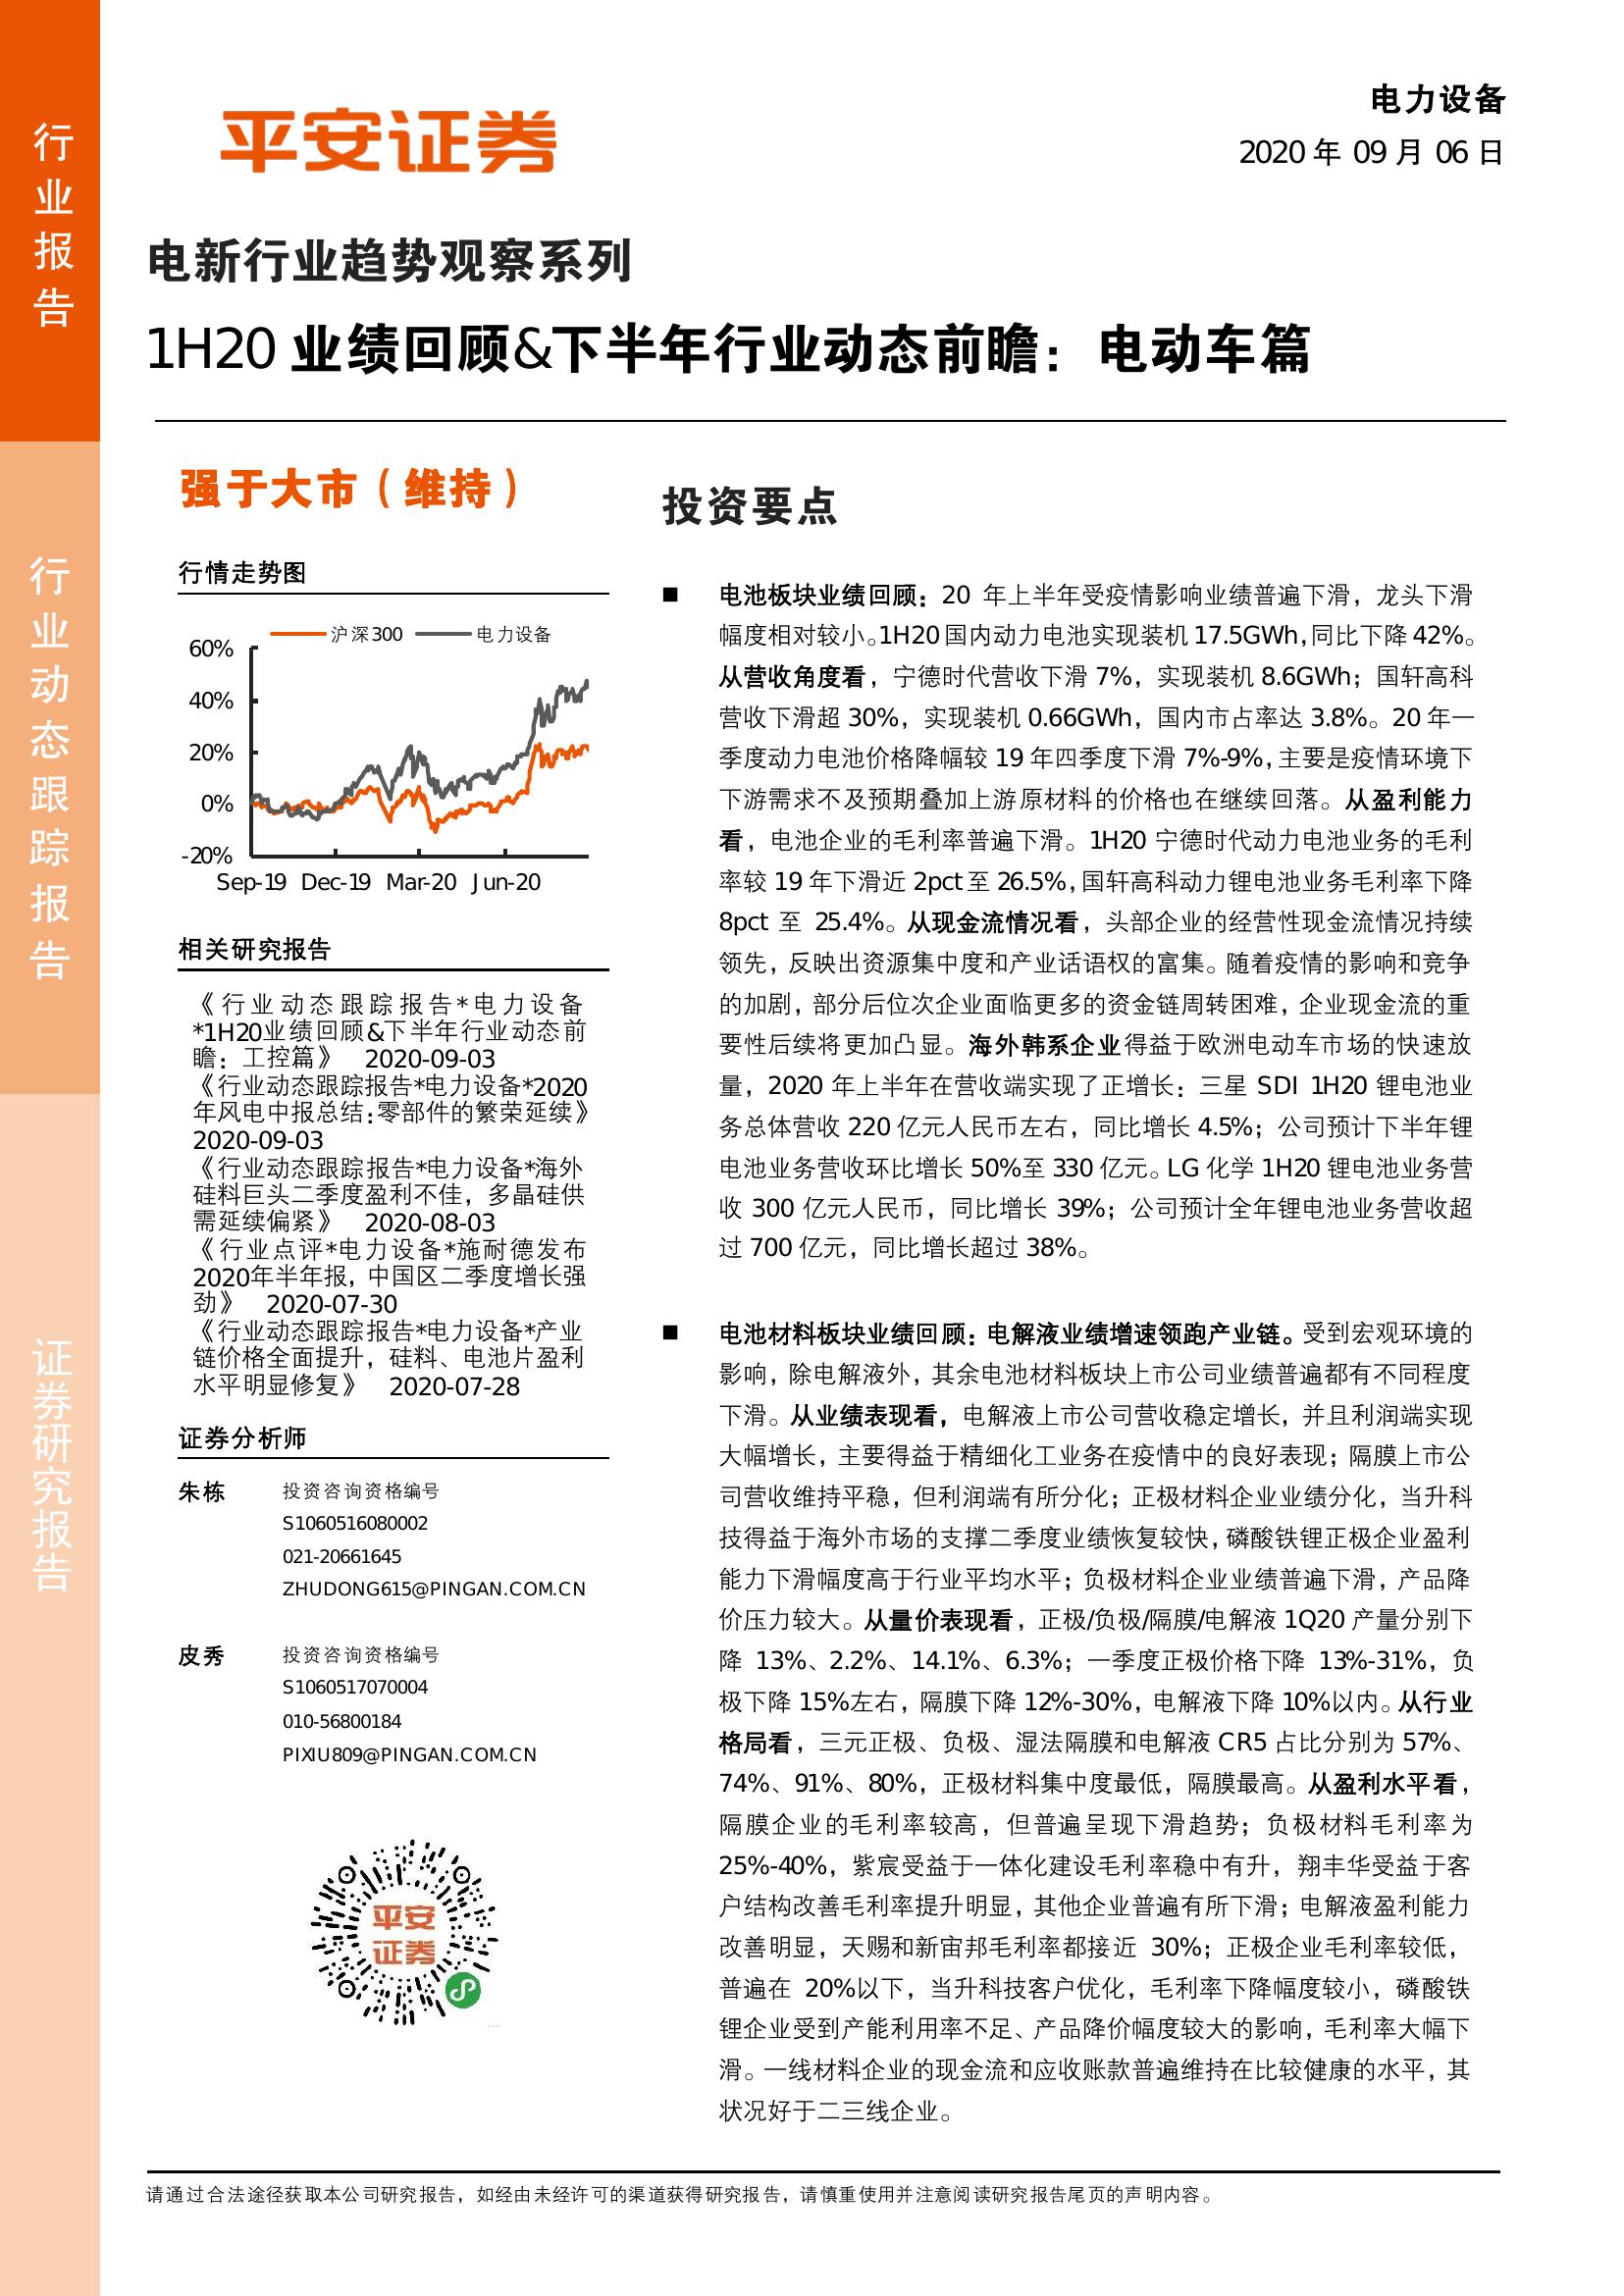 行业报告
行业动态跟踪报告
证券研究报告
平安证券
电力设备
2020年09月06日
电新行业趋势观察系列
1H20业绩回顾&下半年行业动态前瞻：电动车篇
强于大市（维持）
行情走势图
沪深300 电力设备
60%
40%
20%
0%
-20%
Sep-19 Dec-19 Mar-20 Jun-20
相关研究报告
《行业动态跟踪报告*电力设备
*1H20业绩回顾&下半年行业动态前
瞻：工控篇》 2020-09-03
《行业动态跟踪报告*电力设备*2020
年风电中报总结：零部件的繁荣延续》
2020-09-03
《行业动态跟踪报告*电力设备*海外
硅料巨头二季度盈利不佳，多晶硅供
需延续偏紧》 2020-08-03
《行业点评*电力设备*施耐德发布
2020年半年报，中国区二季度增长强
劲》 2020-07-30
《行业动态跟踪报告*电力设备*产业
链价格全面提升，硅料、电池片盈利
水平明显修复》 2020-07-28
证券分析师
朱栋 投资咨询资格编号
S1060516080002
021-20661645
ZHUDONG615@PINGAN.COM.CN
皮秀 投资咨询资格编号
S1060517070004
010-56800184
PIXIU809@PINGAN.COM.CN
平安
证券
投资要点
■ 电池板块业绩回顾：20 年上半年受疫情影响业绩普遍下滑，龙头下滑
幅度相对较小。1H20国内动力电池实现装机17.5GWh，同比下降42%。
从营收角度看，宁德时代营收下滑7%，实现装机8.6GWh；国轩高科
营收下滑超30%，实现装机0.66GWh，国内市占率达3.8%。20年一
季度动力电池价格降幅较19年四季度下滑7%-9%，主要是疫情环境下
下游需求不及预期叠加上游原材料的价格也在继续回落。从盈利能力
看，电池企业的毛利率普遍下滑。1H20宁德时代动力电池业务的毛利
率较19年下滑近2pct至26.5%，国轩高科动力锂电池业务毛利率下降
8pct 至 25.4%。从现金流情况看，头部企业的经营性现金流情况持续
领先，反映出资源集中度和产业话语权的富集。随着疫情的影响和竞争
的加剧，部分后位次企业面临更多的资金链周转困难，企业现金流的重
要性后续将更加凸显。海外韩系企业得益于欧洲电动车市场的快速放
量，2020 年上半年在营收端实现了正增长：三星 SDI 1H20 锂电池业
务总体营收220亿元人民币左右，同比增长4.5%；公司预计下半年锂
电池业务营收环比增长50%至330亿元。LG化学1H20锂电池业务营
收 300 亿元人民币，同比增长 39%；公司预计全年锂电池业务营收超
过700亿元，同比增长超过38%。
■ 电池材料板块业绩回顾：电解液业绩增速领跑产业链。受到宏观环境的
影响，除电解液外，其余电池材料板块上市公司业绩普遍都有不同程度
下滑。从业绩表现看，电解液上市公司营收稳定增长，并且利润端实现
大幅增长，主要得益于精细化工业务在疫情中的良好表现；隔膜上市公
司营收维持平稳，但利润端有所分化；正极材料企业业绩分化，当升科
技得益于海外市场的支撑二季度业绩恢复较快，磷酸铁锂正极企业盈利
能力下滑幅度高于行业平均水平；负极材料企业业绩普遍下滑，产品降
价压力较大。从量价表现看，正极/负极/隔膜/电解液1Q20产量分别下
降 13%、2.2%、14.1%、6.3%；一季度正极价格下降 13%-31%，负
极下降15%左右，隔膜下降12%-30%，电解液下降10%以内。从行业
格局看，三元正极、负极、湿法隔膜和电解液CR5占比分别为57%、
74%、91%、80%，正极材料集中度最低，隔膜最高。从盈利水平看，
隔膜企业的毛利率较高，但普遍呈现下滑趋势；负极材料毛利率为
25%-40%，紫宸受益于一体化建设毛利率稳中有升，翔丰华受益于客
户结构改善毛利率提升明显，其他企业普遍有所下滑；电解液盈利能力
改善明显，天赐和新宙邦毛利率都接近 30%；正极企业毛利率较低，
普遍在 20%以下，当升科技客户优化，毛利率下降幅度较小，磷酸铁
锂企业受到产能利用率不足、产品降价幅度较大的影响，毛利率大幅下
滑。一线材料企业的现金流和应收账款普遍维持在比较健康的水平，其
状况好于二三线企业。
请通过合法途径获取本公司研究报告，如经由未经许可的渠道获得研究报告，请慎重使用并注意阅读研究报告尾页的声明内容。